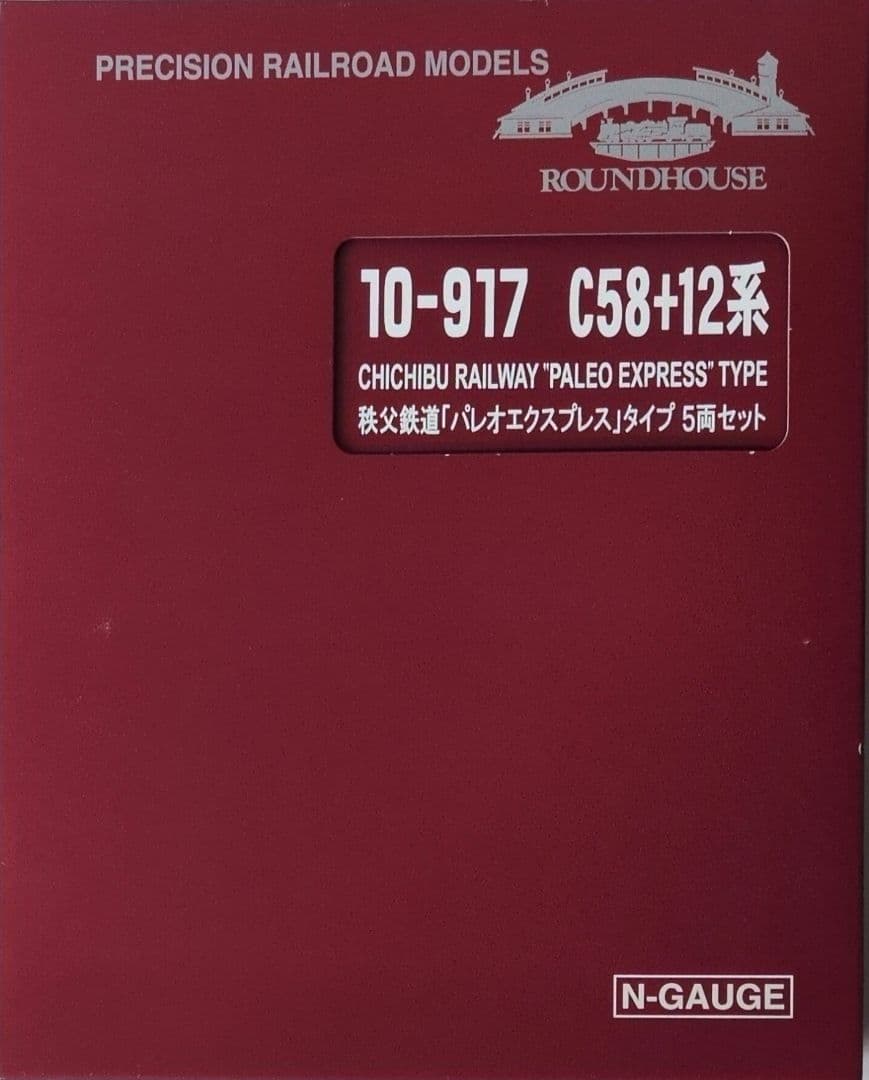 PRECISION RAILROAD MODELS
ROUNDHOUSE
10-917 C58+12系
CHICHIBU RAILWAY "PALEO EXPRESS" TYPE
秩父鉄道「パレオエクスプレス」タイプ 5両セット
N-GAUGE